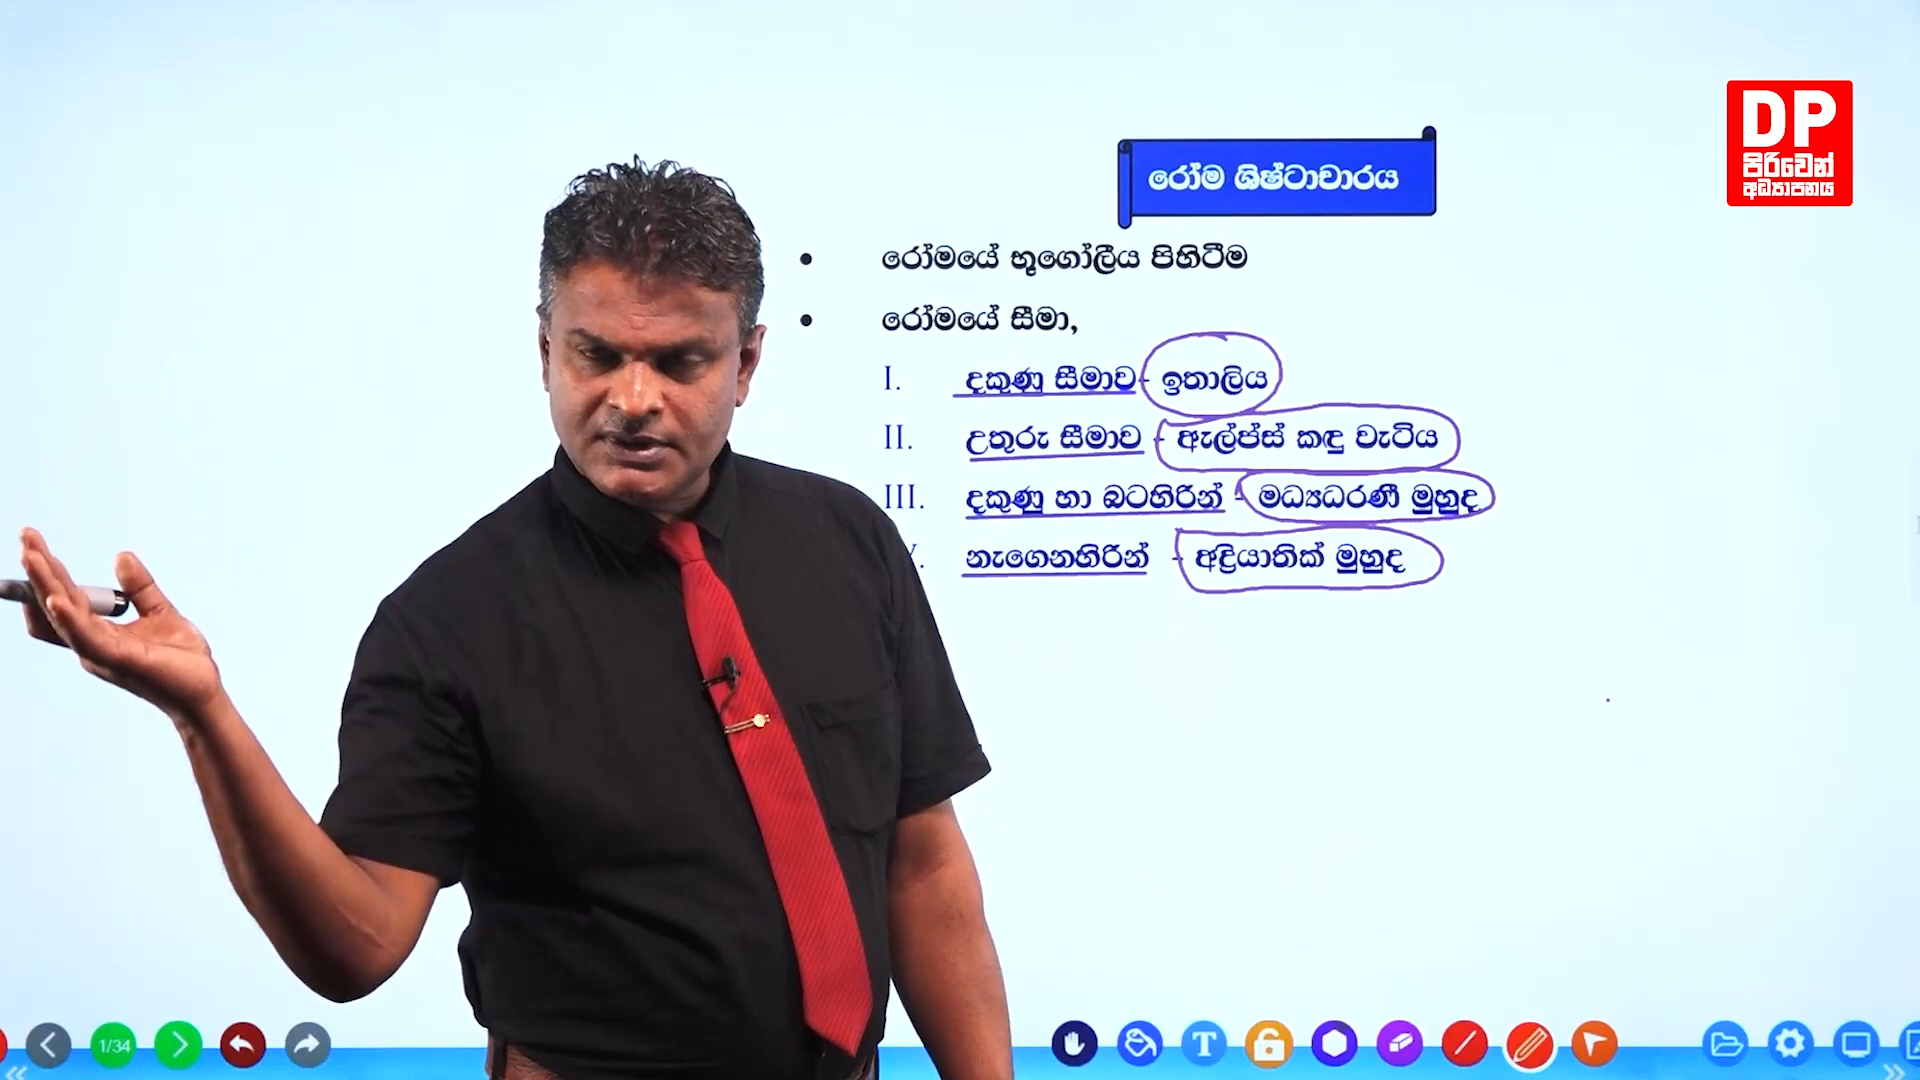 DP
පිරිවෙන්
අධ්‍යාපනය
රෝම ශිෂ්ටාචාරය
• රෝමයේ භූගෝලීය පිහිටීම
• රෝමයේ සීමා,
I. දකුණු සීමාව - ඉතාලිය
II. උතුරු සීමාව - ඇල්ප්ස් කඳු වැටිය
III. දකුණු හා බටහිරින් - මධ්‍යධරණී මුහුද
නැගෙනහිරින් - අද්‍රියාතික් මුහුද
1/34
T